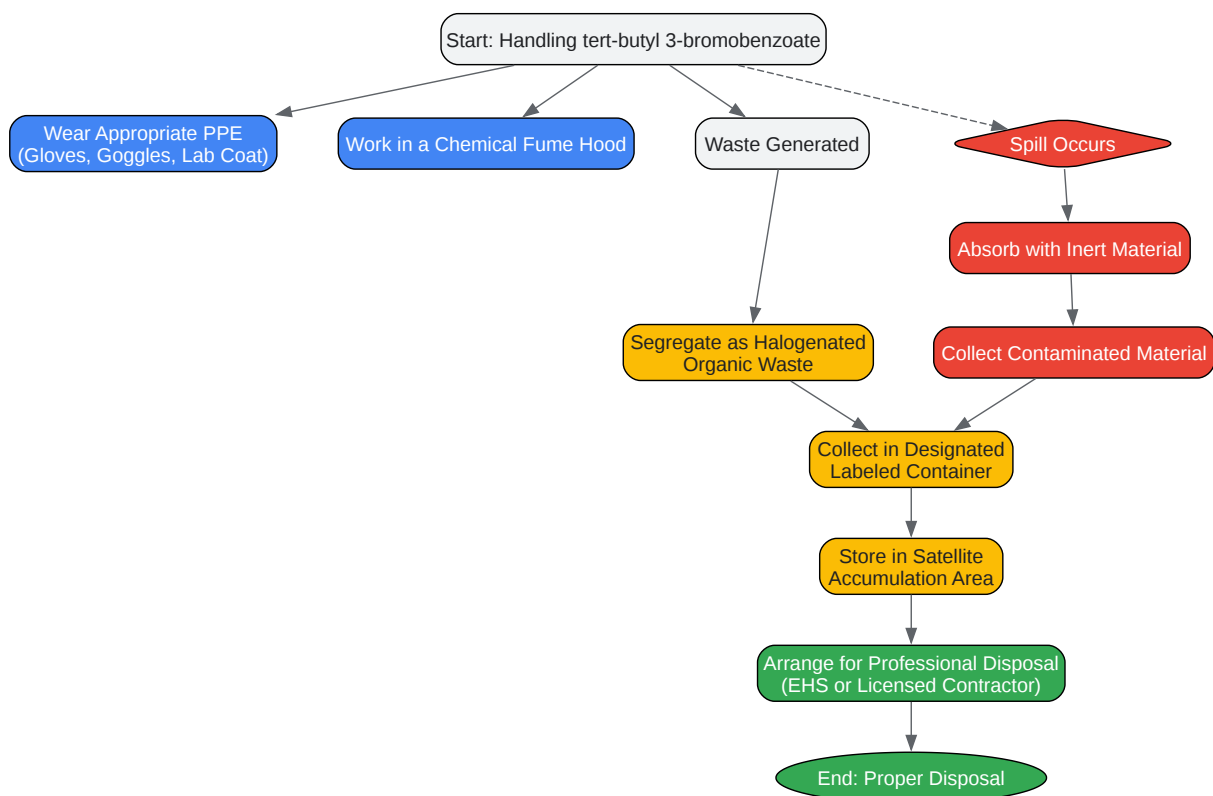 Start: Handling tert-butyl 3-bromobenzoate
Wear Appropriate PPE
(Gloves, Goggles, Lab Coat)
Work in a Chemical Fume Hood
Waste Generated
Spill Occurs
Absorb with Inert Material
Segregate as Halogenated
Organic Waste
Collect Contaminated Material
Collect in Designated
Labeled Container
Store in Satellite
Accumulation Area
Arrange for Professional Disposal
(EHS or Licensed Contractor)
End: Proper Disposal